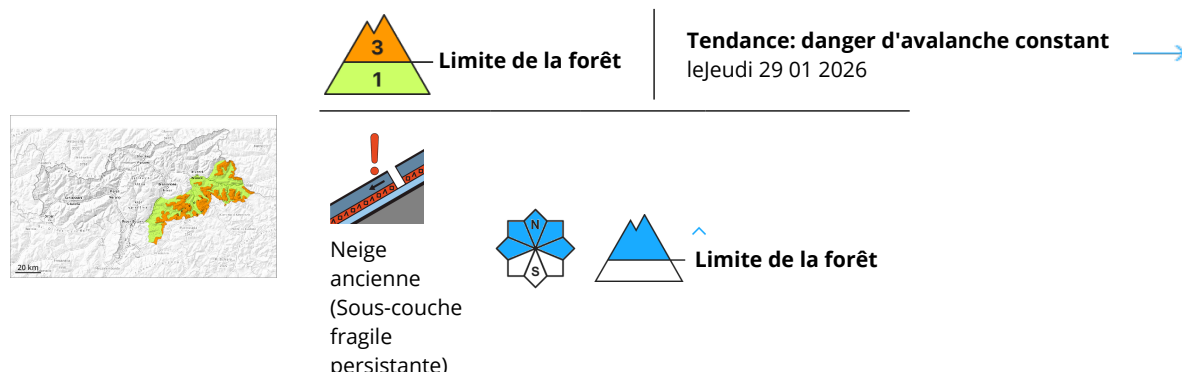 3
1
Limite de la forêt
Tendance: danger d'avalanche constant
leJeudi 29 01 2026
20 km
Neige
ancienne
(Sous-couche
fragile
persistante)
N
S
Limite de la forêt